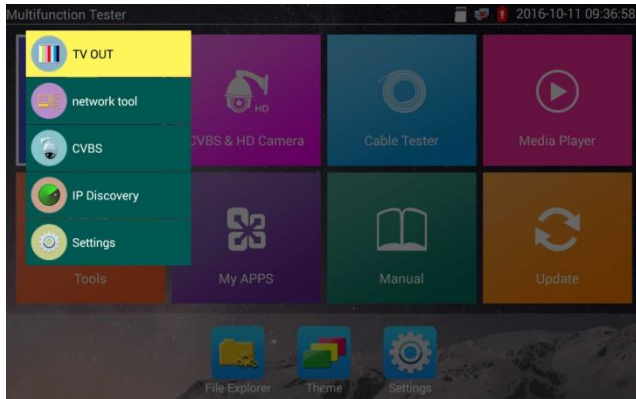 Multifunction Tester
2016-10-11 09:36:58
TV OUT
network tool
CVBS
IP Discovery
Settings
HD
CVBS & HD Camera
Cable Tester
Media Player
Tools
My APPS
Manual
Update
File Explorer
Theme
Settings